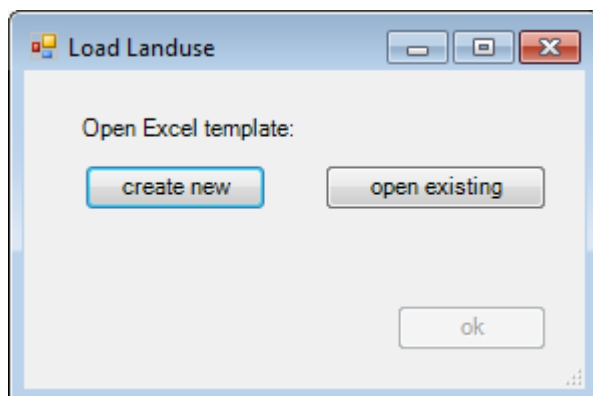 Load Landuse
Open Excel template:
create new
open existing
ok